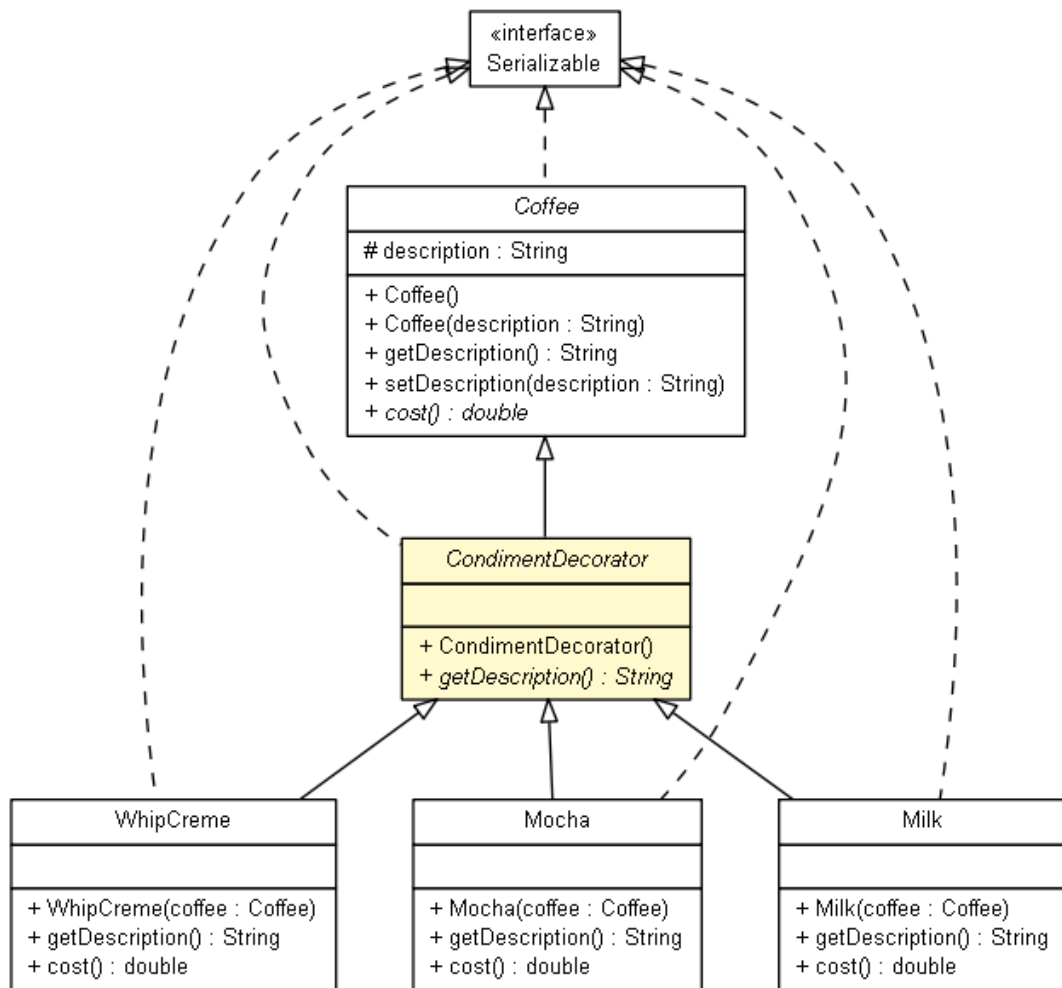 «interface»
Serializable
Coffee
# description : String
+ Coffee()
+ Coffee(description : String)
+ getDescription() : String
+ setDescription(description : String)
+ cost() : double
CondimentDecorator
+ CondimentDecorator()
+ getDescription() : String
WhipCreme
+ WhipCreme(coffee : Coffee)
+ getDescription() : String
+ cost() : double
Mocha
+ Mocha(coffee : Coffee)
+ getDescription() : String
+ cost() : double
Milk
+ Milk(coffee : Coffee)
+ getDescription() : String
+ cost() : double